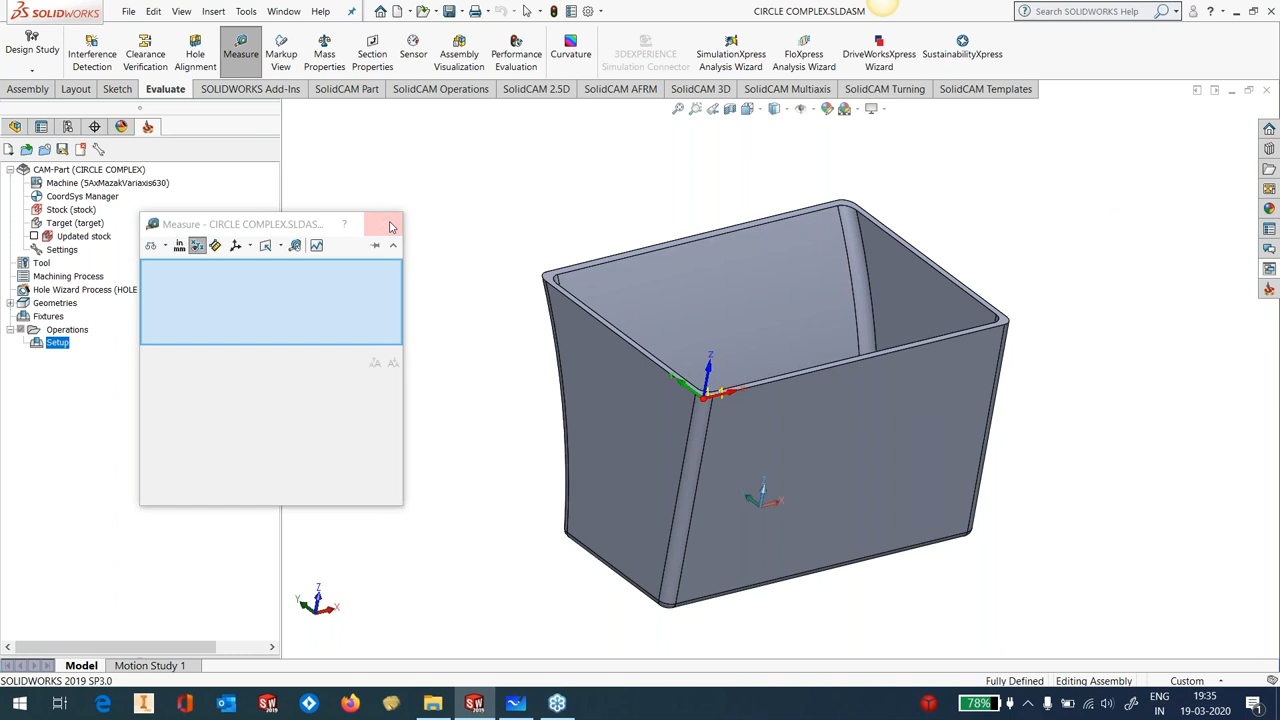 SOLIDWORKS File Edit View Insert Tools Window Help CIRCLE COMPLEX.SLDASM Search SOLIDWORKS Help ?
Design Study
Interference Detection
Clearance Verification
Hole Alignment
Measure
Markup View
Mass Properties
Section Properties
Sensor
Assembly Visualization
Performance Evaluation
Curvature
3DEXPERIENCE Simulation Connector
SimulationXpress Analysis Wizard
FloXpress Analysis Wizard
DriveWorksXpress Wizard
SustainabilityXpress
Assembly Layout Sketch Evaluate SOLIDWORKS Add-Ins SolidCAM Part SolidCAM Operations SolidCAM 2.5D SolidCAM AFRM SolidCAM 3D SolidCAM Multiaxis SolidCAM Turning SolidCAM Templates
CAM-Part (CIRCLE COMPLEX)
Machine (5AxMazakVariaxis630)
CoordSys Manager
Stock (stock)
Target (target)
Updated stock
Settings
Tool
Machining Process
Hole Wizard Process (HOLE
Geometries
Fixtures
Operations
Setup
Measure - CIRCLE COMPLEX.SLDAS... ?
in
mm
Z
X
Z
Y
X
Model Motion Study 1
SOLIDWORKS 2019 SP3.0 Fully Defined Editing Assembly Custom
78% ENG 19:35
IN 19-03-2020